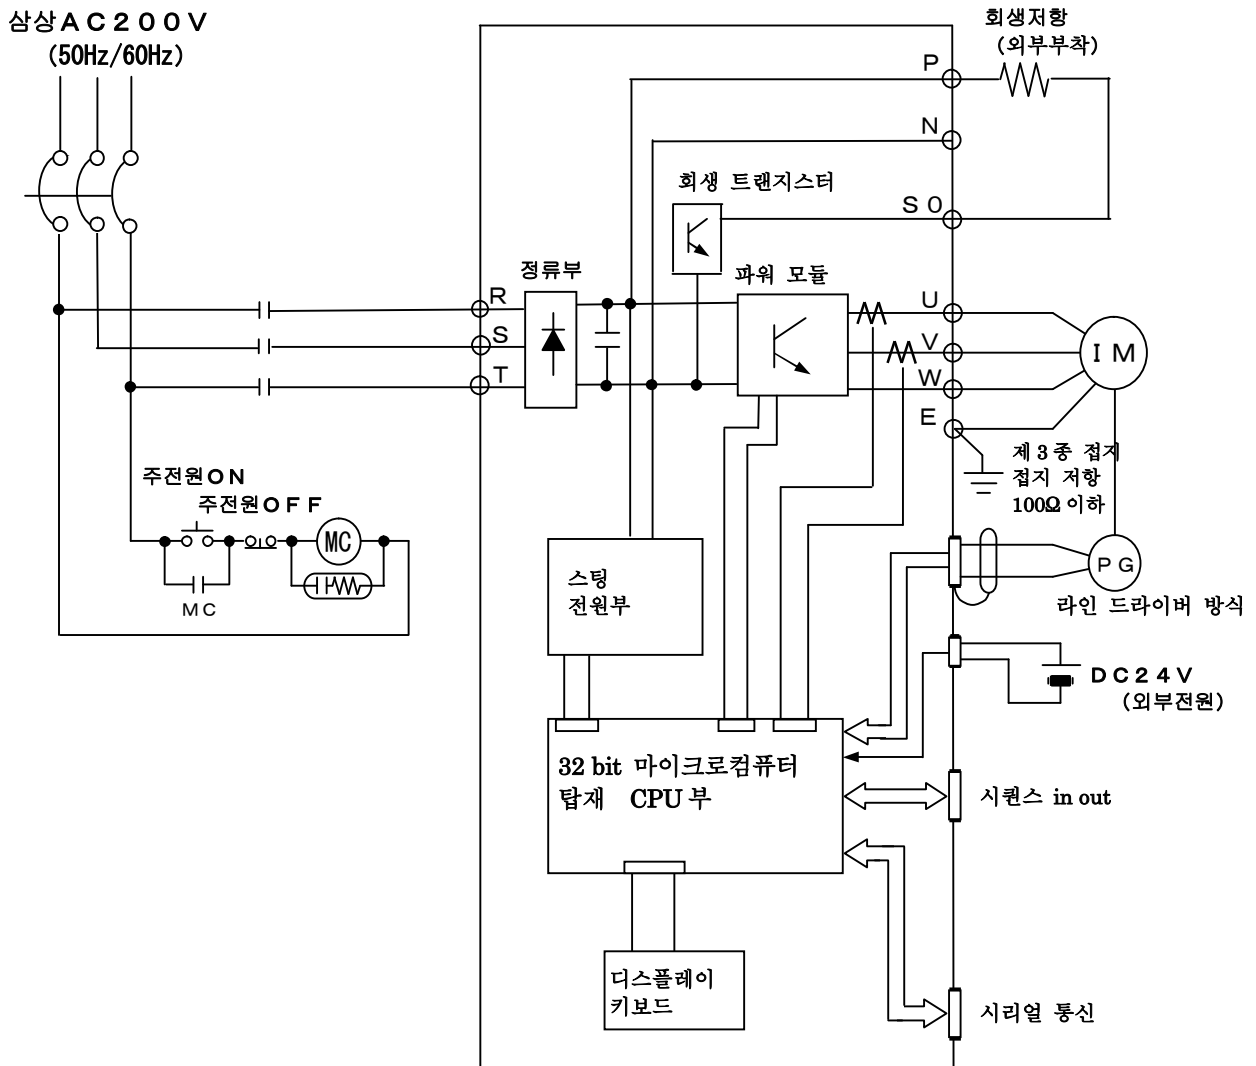 삼상AC200V
(50Hz/60Hz)
회생저항
(외부부착)
P
N
회생 트랜지스터
S0
정류부
파워 모듈
R
U
S
V
IM
T
W
E
제3종 접지
접지 저항
100Ω 이하
주전원ON
주전원OFF
MC
MC
PG
라인 드라이버 방식
스팅
전원부
DC24V
(외부전원)
32 bit 마이크로컴퓨터
탑재 CPU 부
시퀀스 in out
디스플레이
키보드
시리얼 통신